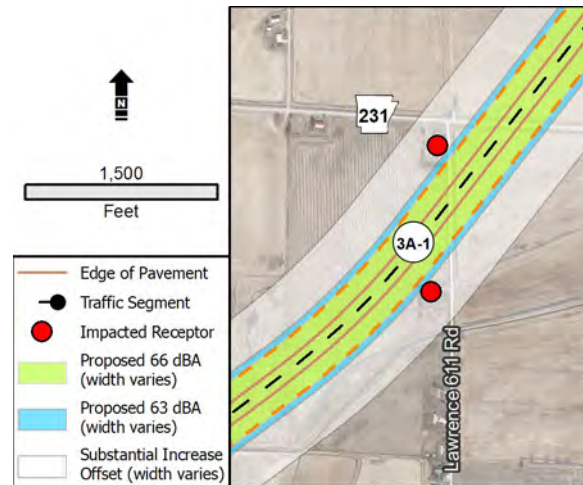 N
1,500
Feet
Edge of Pavement
Traffic Segment
Impacted Receptor
Proposed 66 dBA
(width varies)
Proposed 63 dBA
(width varies)
Substantial Increase
Offset (width varies)
231
3A-1
Lawrence 611 Rd